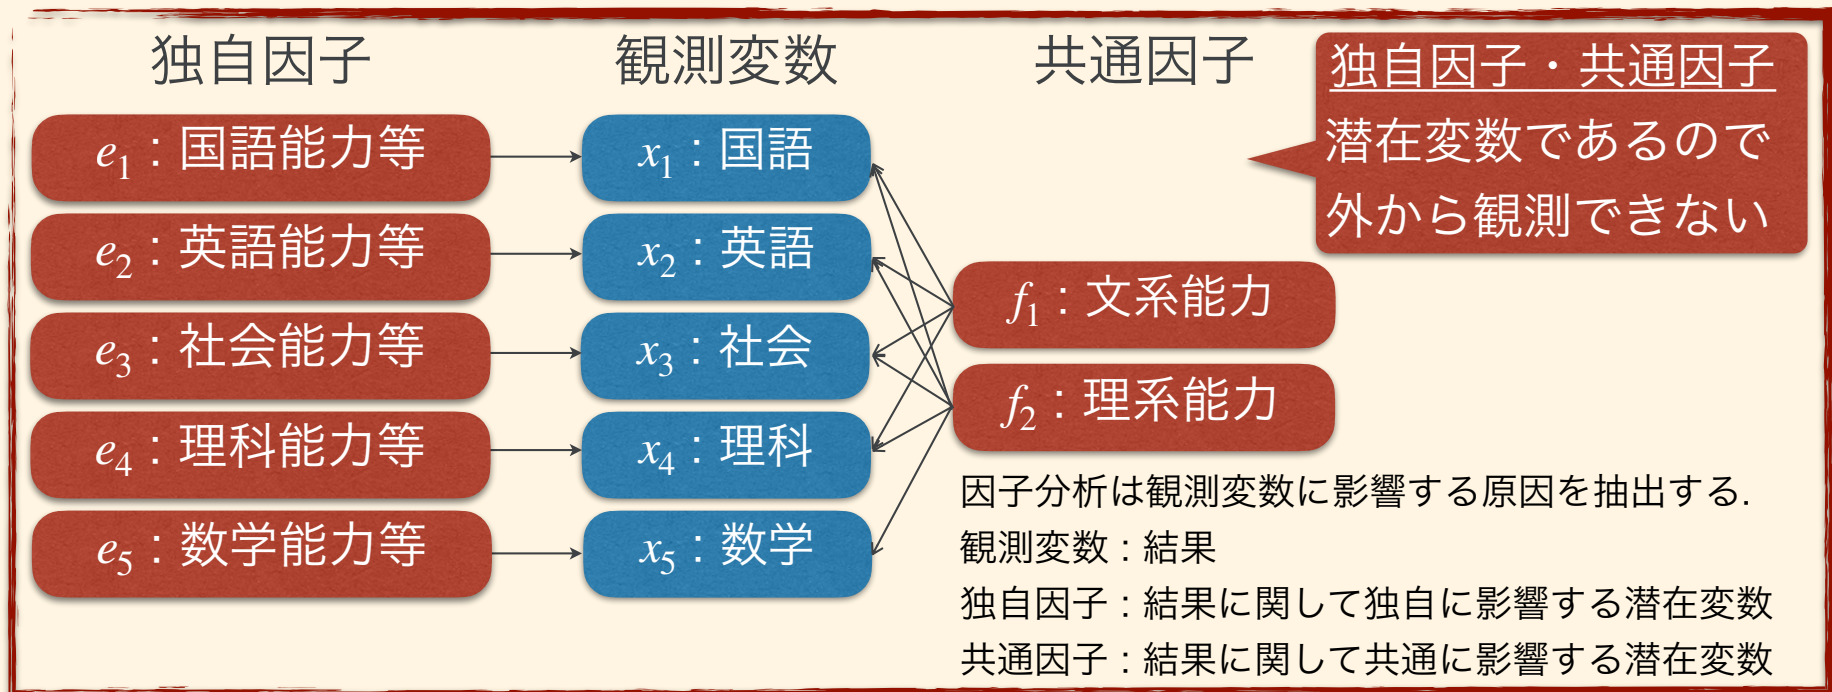 独自因子
観測変数
共通因子
独自因子・共通因子
潜在変数であるので
外から観測できない
e₁：国語能力等
x₁：国語
e₂：英語能力等
x₂：英語
f₁：文系能力
e₃：社会能力等
x₃：社会
f₂：理系能力
e₄：理科能力等
x₄：理科
e₅：数学能力等
x₅：数学
因子分析は観測変数に影響する原因を抽出する.
観測変数：結果
独自因子：結果に関して独自に影響する潜在変数
共通因子：結果に関して共通に影響する潜在変数